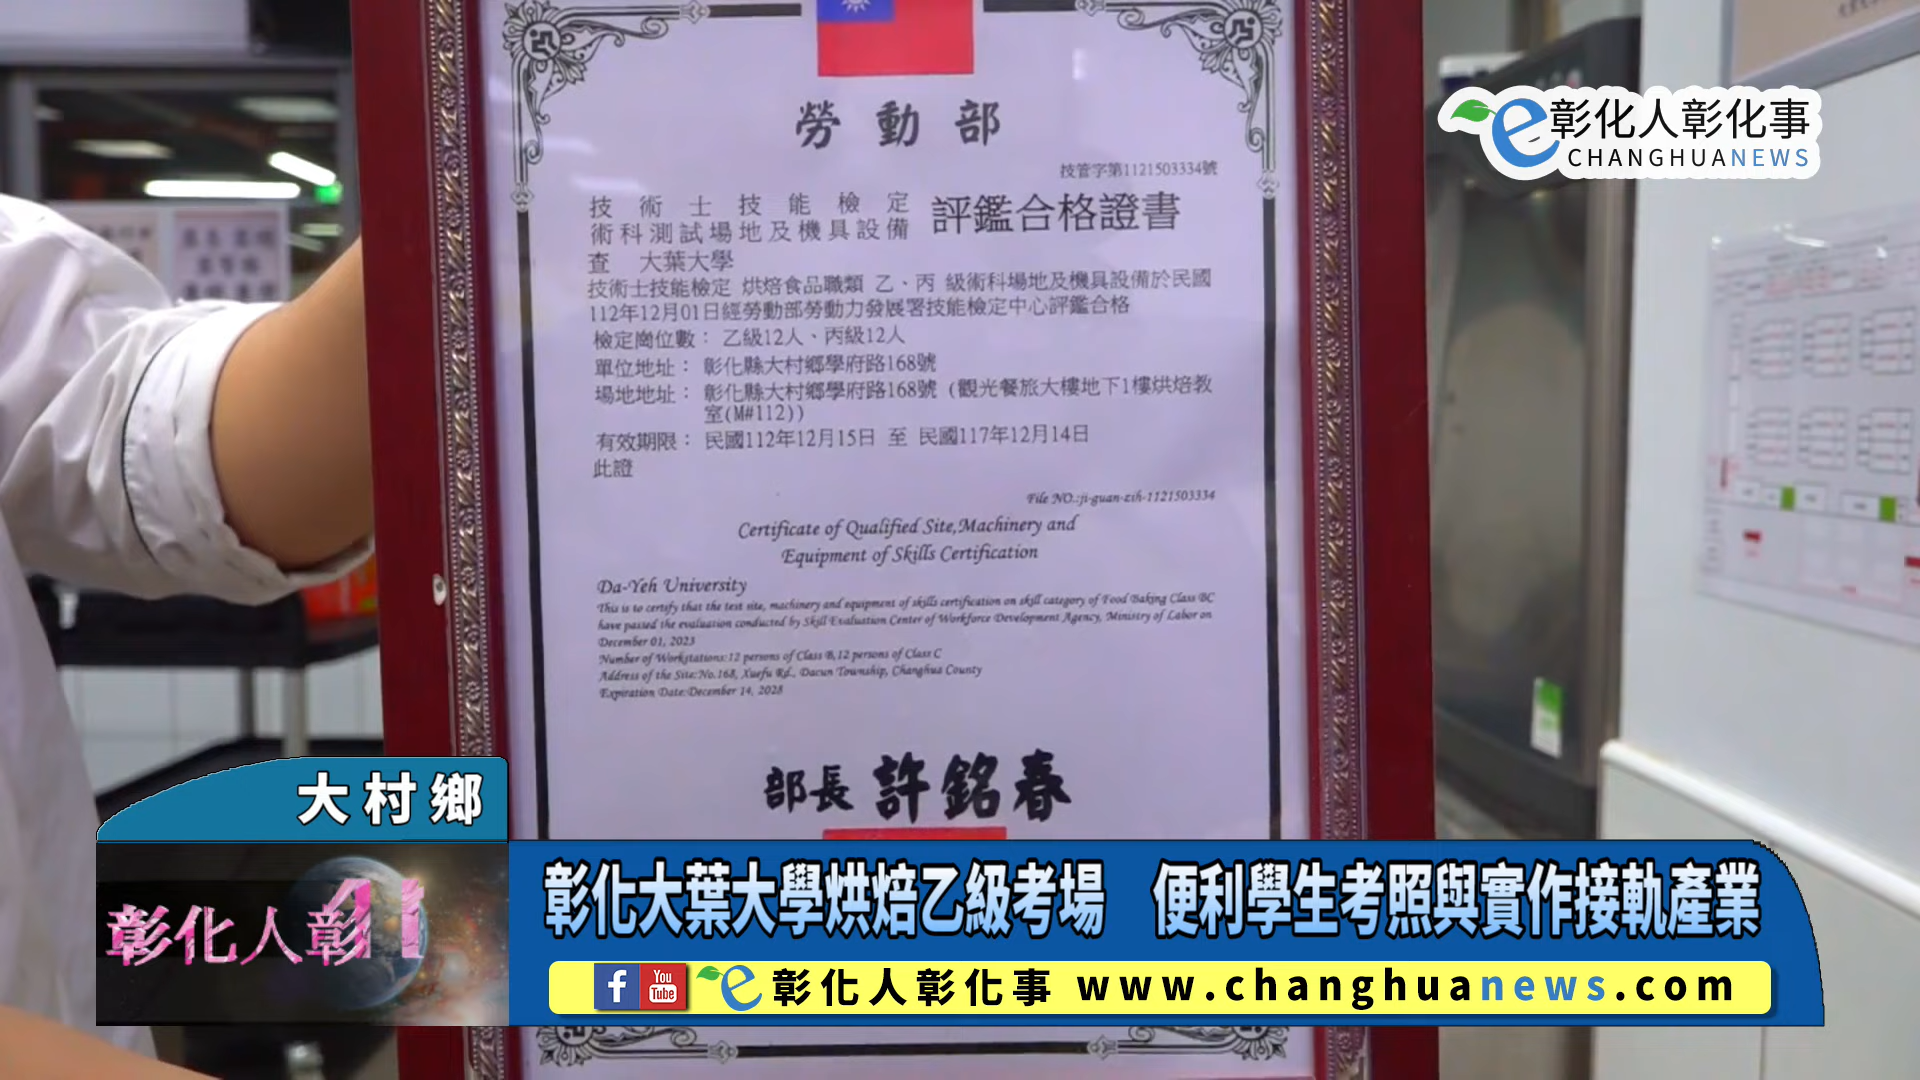 勞動部
技管字第1121503334號
技術士技能檢定
術科測試場地及機具設備 評鑑合格證書
查 大葉大學
技術士技能檢定 烘焙食品職類 乙、丙 級術科場地及機具設備於民國
112年12月01日經勞動部勞動力發展署技能檢定中心評鑑合格
檢定崗位數： 乙級12人、丙級12人
單位地址： 彰化縣大村鄉學府路168號
場地地址： 彰化縣大村鄉學府路168號 (觀光餐旅大樓地下1樓烘焙教
室(M#112))
有效期限： 民國112年12月15日 至 民國117年12月14日
此證
File NO.:ji-guan-zih-1121503334
Certificate of Qualified Site,Machinery and
Equipment of Skills Certification
Da-Yeh University
This is to certify that the test site, machinery and equipment of skills certification on skill category of Food Baking Class BC
have passed the evaluation conducted by Skill Evaluation Center of Workforce Development Agency, Ministry of Labor on
December 01, 2023
Number of Workstations:12 persons of Class B,12 persons of Class C
Address of the Site:No.168, Xuefu Rd., Dacun Township, Changhua County
Expiration Date:December 14, 2028
部長 許銘春
彰化人彰化事
CHANGHUANEWS
大村鄉
彰化人彰
彰化大葉大學烘焙乙級考場 便利學生考照與實作接軌產業
f You Tube e 彰化人彰化事 www.changhuanews.com